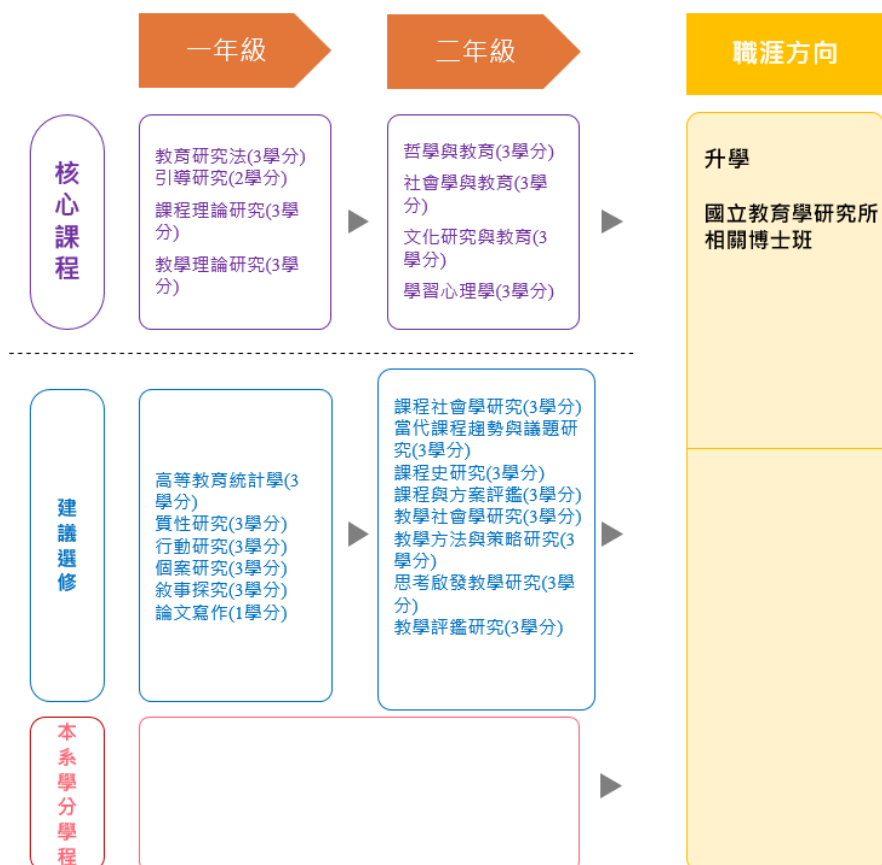 一年級
二年級
職涯方向
核心課程
教育研究法(3學分)
引導研究(2學分)
課程理論研究(3學
分)
教學理論研究(3學
分)
哲學與教育(3學分)
社會學與教育(3學
分)
文化研究與教育(3
學分)
學習心理學(3學分)
升學
國立教育學研究所
相關博士班
建議選修
高等教育統計學(3
學分)
質性研究(3學分)
行動研究(3學分)
個案研究(3學分)
敘事探究(3學分)
論文寫作(1學分)
課程社會學研究(3學分)
當代課程趨勢與議題研
究(3學分)
課程史研究(3學分)
課程與方案評鑑(3學分)
教學社會學研究(3學分)
教學方法與策略研究(3
學分)
思考啟發教學研究(3學
分)
教學評鑑研究(3學分)
本系學分學程